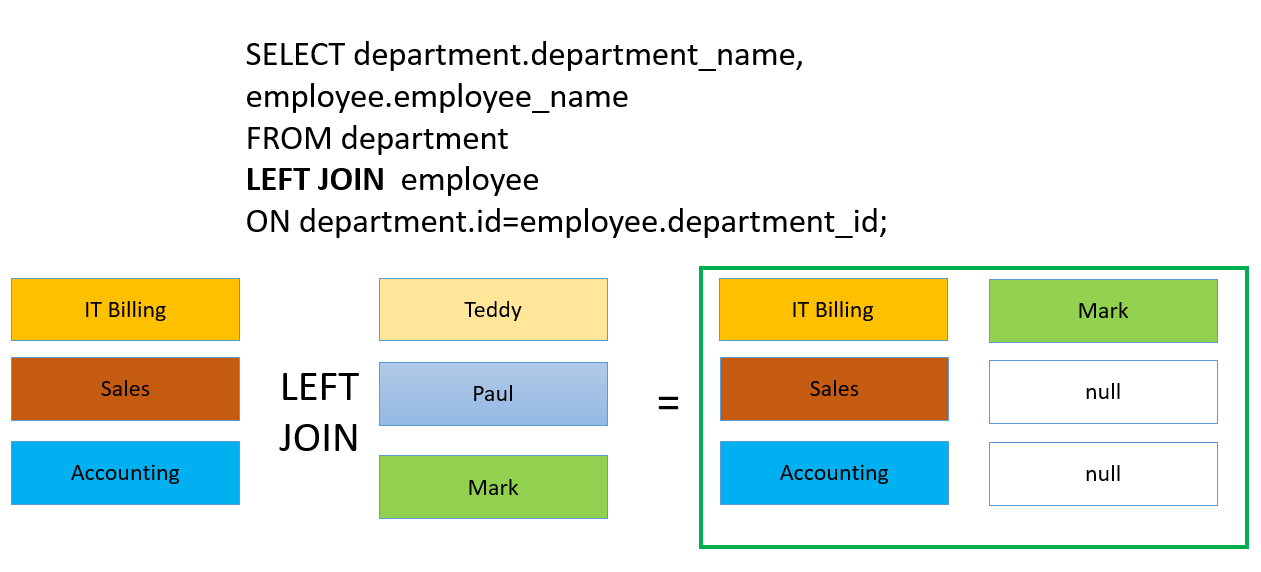 SELECT department.department_name,
employee.employee_name
FROM department
LEFT JOIN employee
ON department.id=employee.department_id;
IT Billing
Sales
Accounting
LEFT
JOIN
Teddy
Paul
Mark
=
IT Billing
Mark
Sales
null
Accounting
null